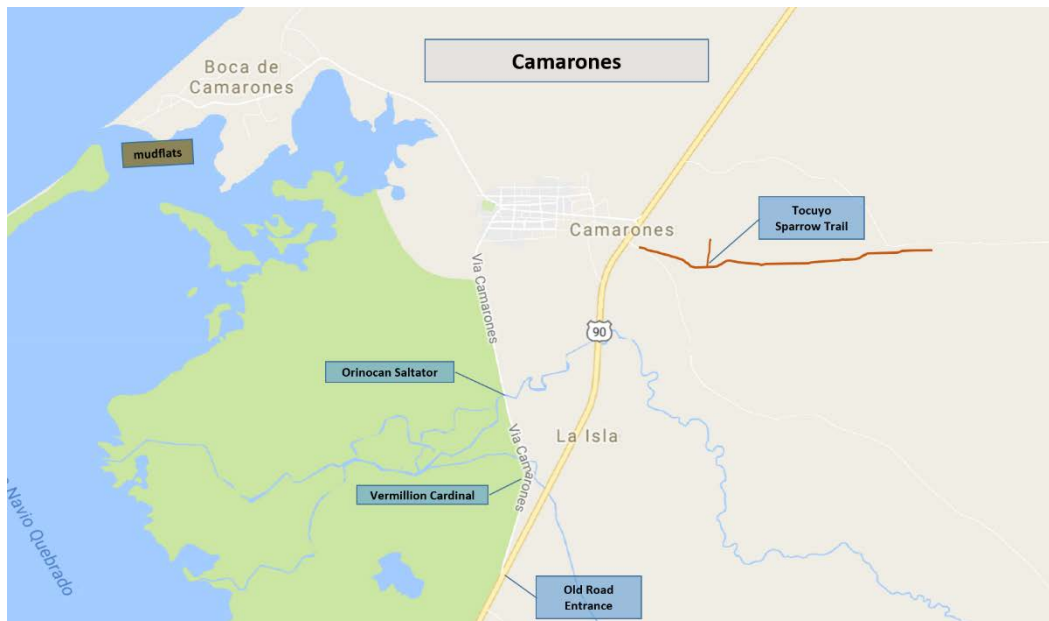 Camarones
Boca de
Camarones
mudflats
Tocuyo
Sparrow Trail
Camarones
Via Camarones
90
Orinocan Saltator
La Isla
Via Camarones
Vermillion Cardinal
Navio Quebrado
Old Road
Entrance